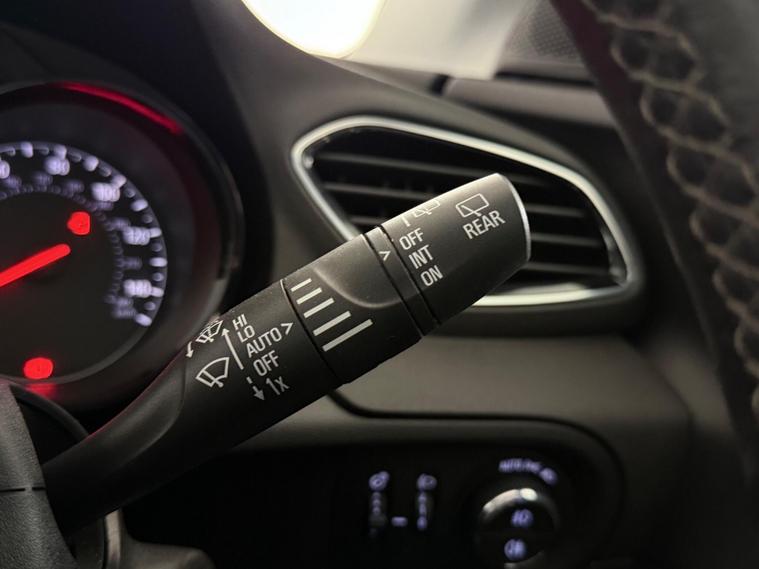 REAR
OFF
INT
ON
HI
LO
AUTO
OFF
1x